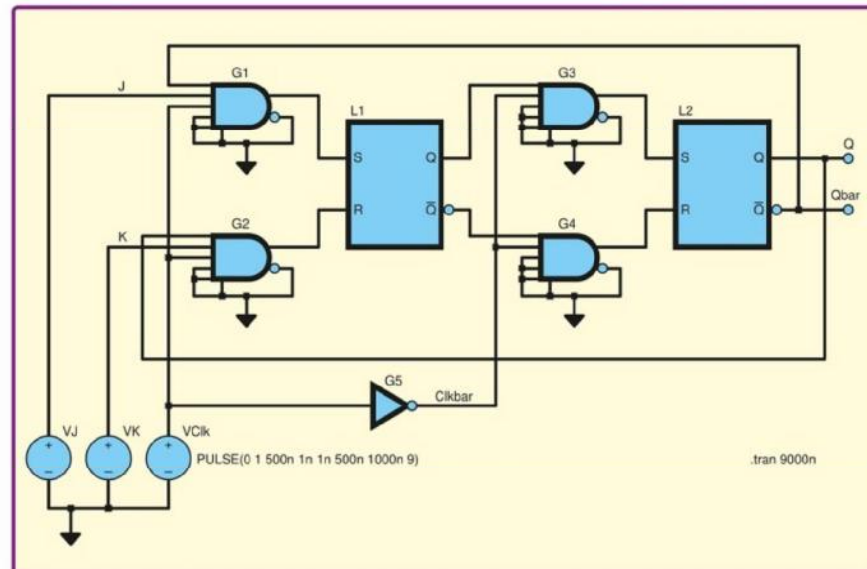 G1
G3
J
L1
L2
S
Q
S
Q
Q
Qbar
R
Q̅
R
Q̅
G2
G4
K
G5
Clkbar
VJ
VK
VClk
+
+
+
–
–
–
PULSE(0 1 500n 1n 1n 500n 1000n 9)
.tran 9000n